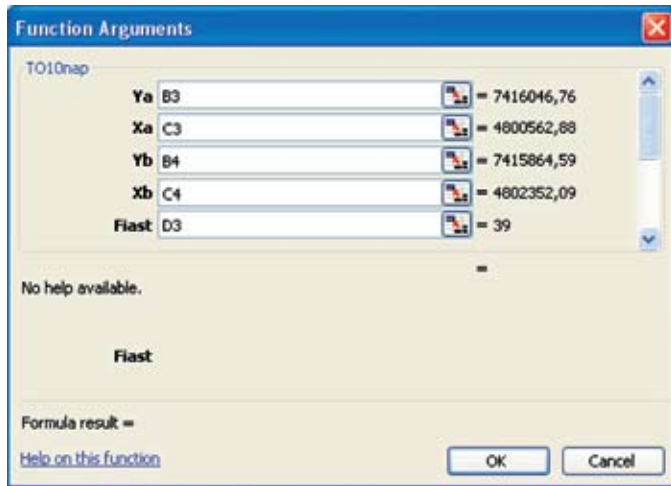 Function Arguments
TO10nap
Ya B3 = 7416046,76
Xa C3 = 4800562,88
Yb B4 = 7415864,59
Xb C4 = 4802352,09
Fiast D3 = 39
=
No help available.
Fiast
Formula result =
Help on this function OK Cancel